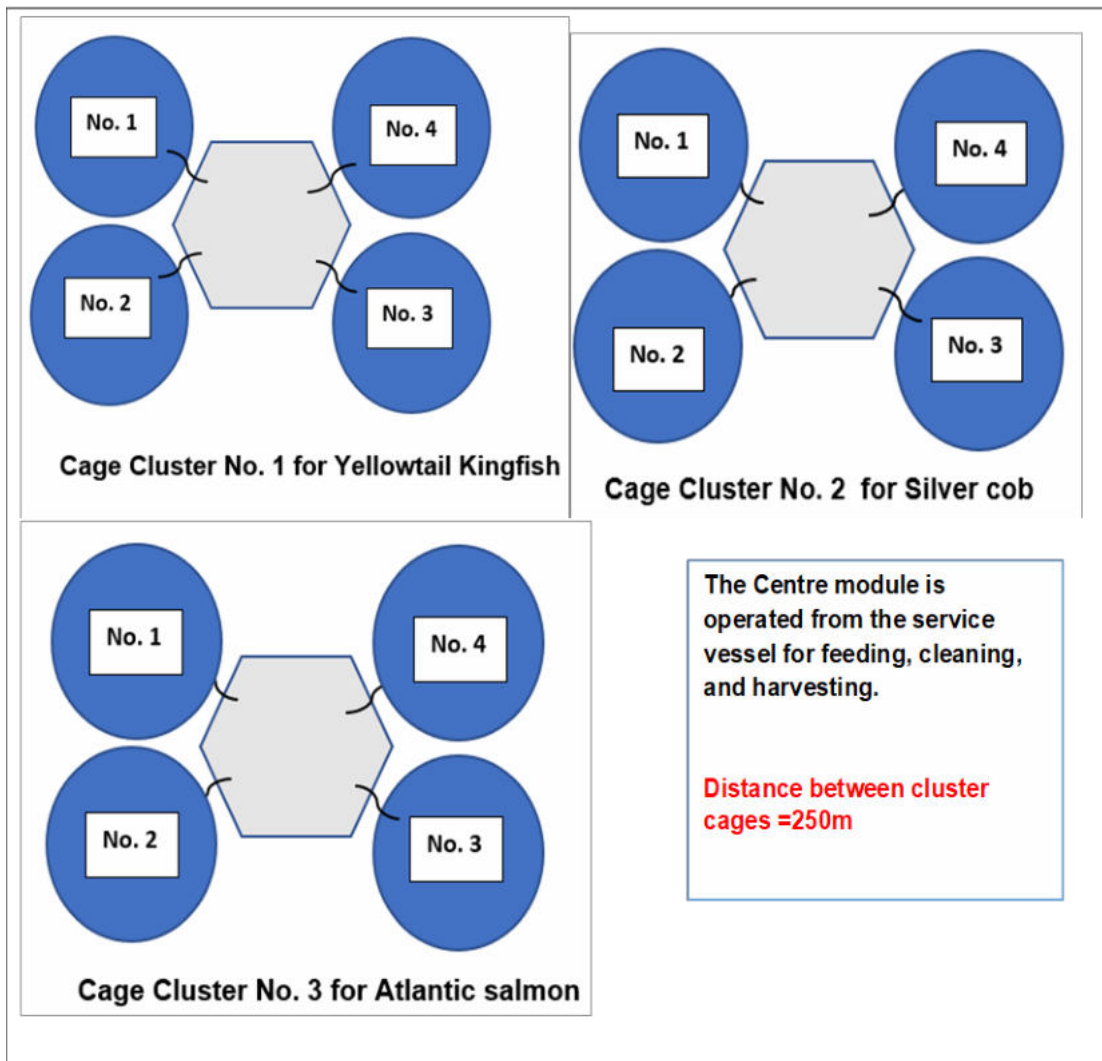 No. 1
No. 4
No. 2
No. 3
Cage Cluster No. 1 for Yellowtail Kingfish
No. 1
No. 4
No. 2
No. 3
Cage Cluster No. 2 for Silver cob
No. 1
No. 4
No. 2
No. 3
Cage Cluster No. 3 for Atlantic salmon
The Centre module is
operated from the service
vessel for feeding, cleaning,
and harvesting.
Distance between cluster
cages =250m